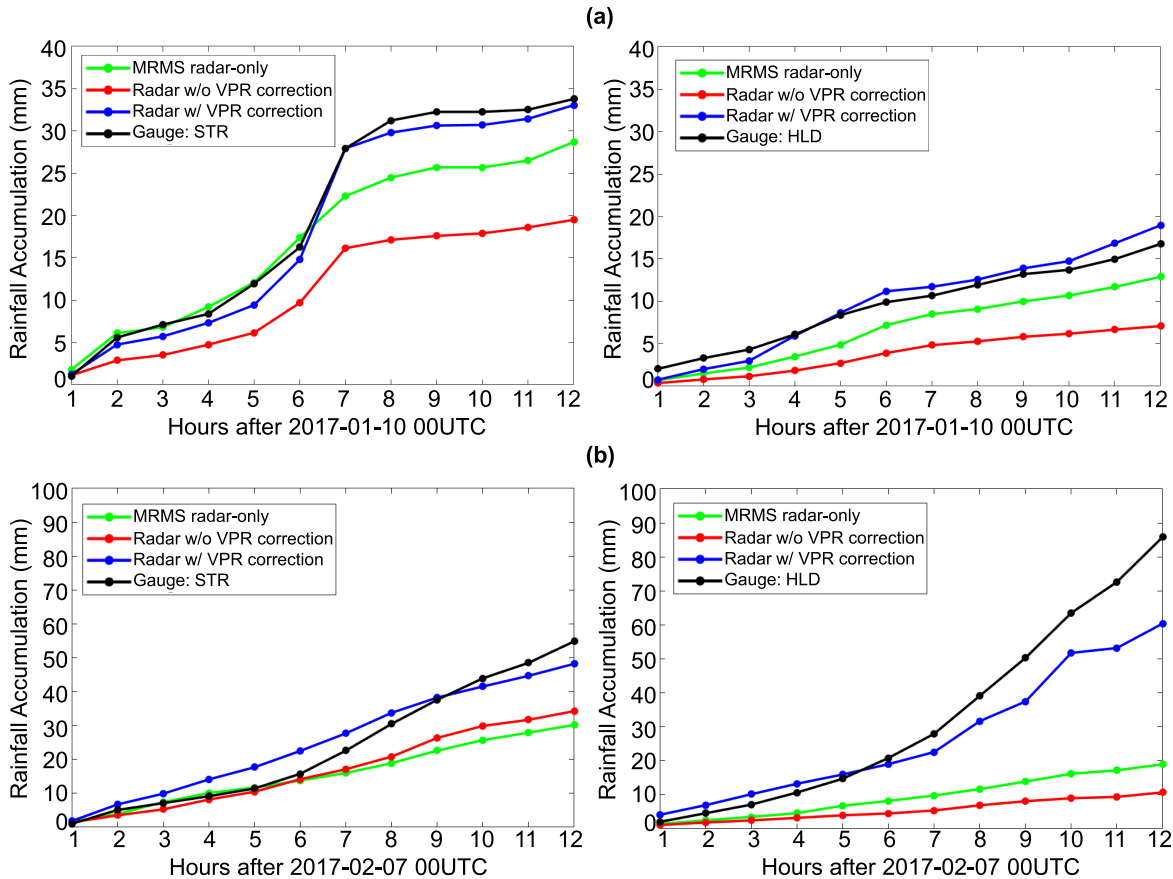 (a)
Rainfall Accumulation (mm)
40
35
30
25
20
15
10
5
0
MRMS radar-only
Radar w/o VPR correction
Radar w/ VPR correction
Gauge: STR
1 2 3 4 5 6 7 8 9 10 11 12
Hours after 2017-01-10 00UTC
Rainfall Accumulation (mm)
40
35
30
25
20
15
10
5
0
MRMS radar-only
Radar w/o VPR correction
Radar w/ VPR correction
Gauge: HLD
1 2 3 4 5 6 7 8 9 10 11 12
Hours after 2017-01-10 00UTC
(b)
Rainfall Accumulation (mm)
100
90
80
70
60
50
40
30
20
10
0
MRMS radar-only
Radar w/o VPR correction
Radar w/ VPR correction
Gauge: STR
1 2 3 4 5 6 7 8 9 10 11 12
Hours after 2017-02-07 00UTC
Rainfall Accumulation (mm)
100
90
80
70
60
50
40
30
20
10
0
MRMS radar-only
Radar w/o VPR correction
Radar w/ VPR correction
Gauge: HLD
1 2 3 4 5 6 7 8 9 10 11 12
Hours after 2017-02-07 00UTC